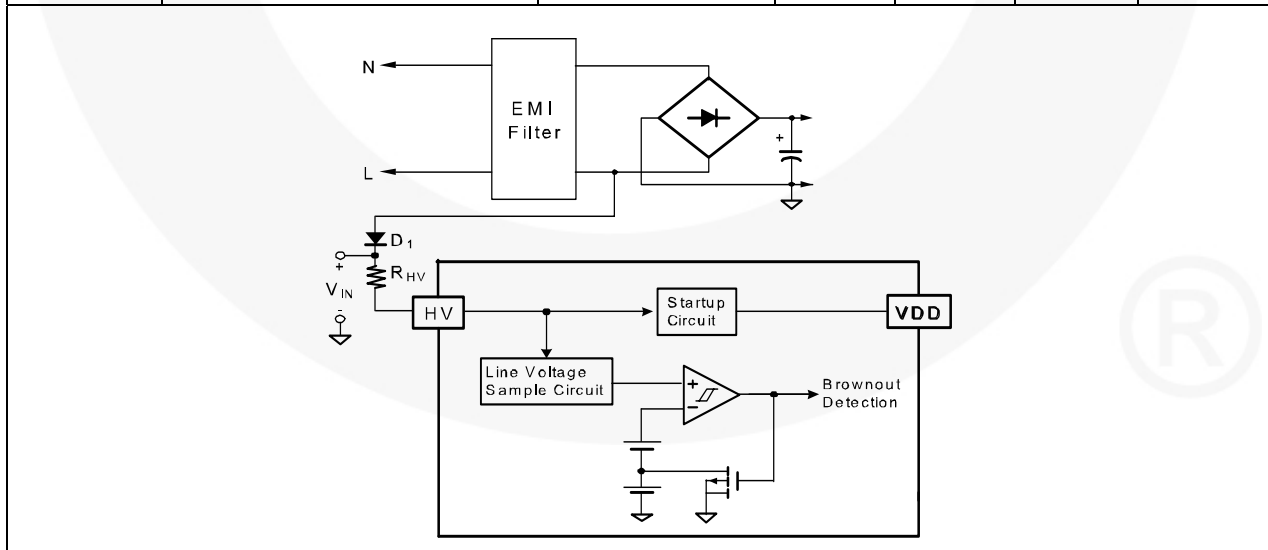 N
EMI
Filter
+
L
D1
RHV
+
VIN
-
HV
Startup
Circuit
VDD
Line Voltage
Sample Circuit
+
-
Brownout
Detection
®